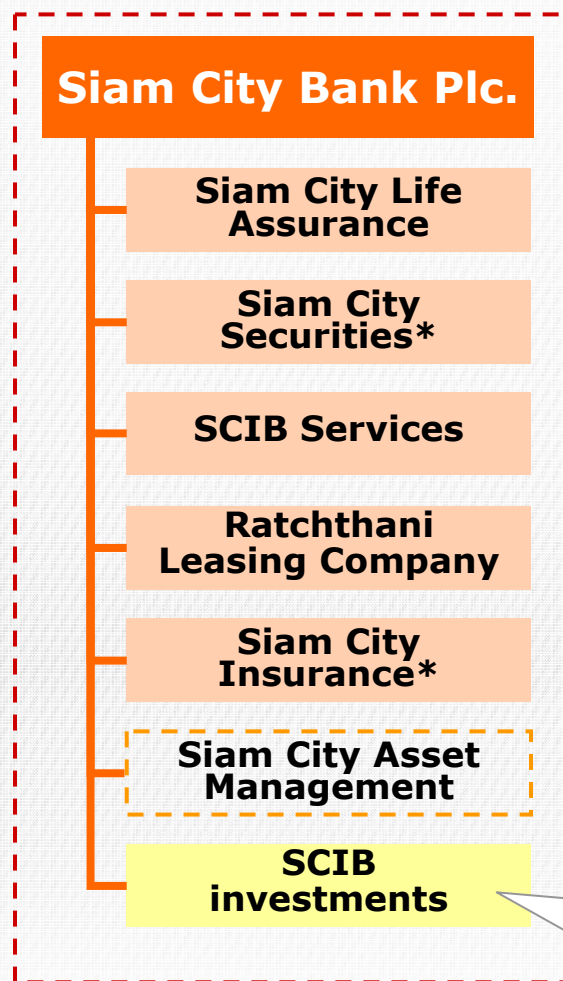 Siam City Bank Plc.
Siam City Life
Assurance
Siam City
Securities*
SCIB Services
Ratchthani
Leasing Company
Siam City
Insurance*
Siam City Asset
Management
SCIB
investments